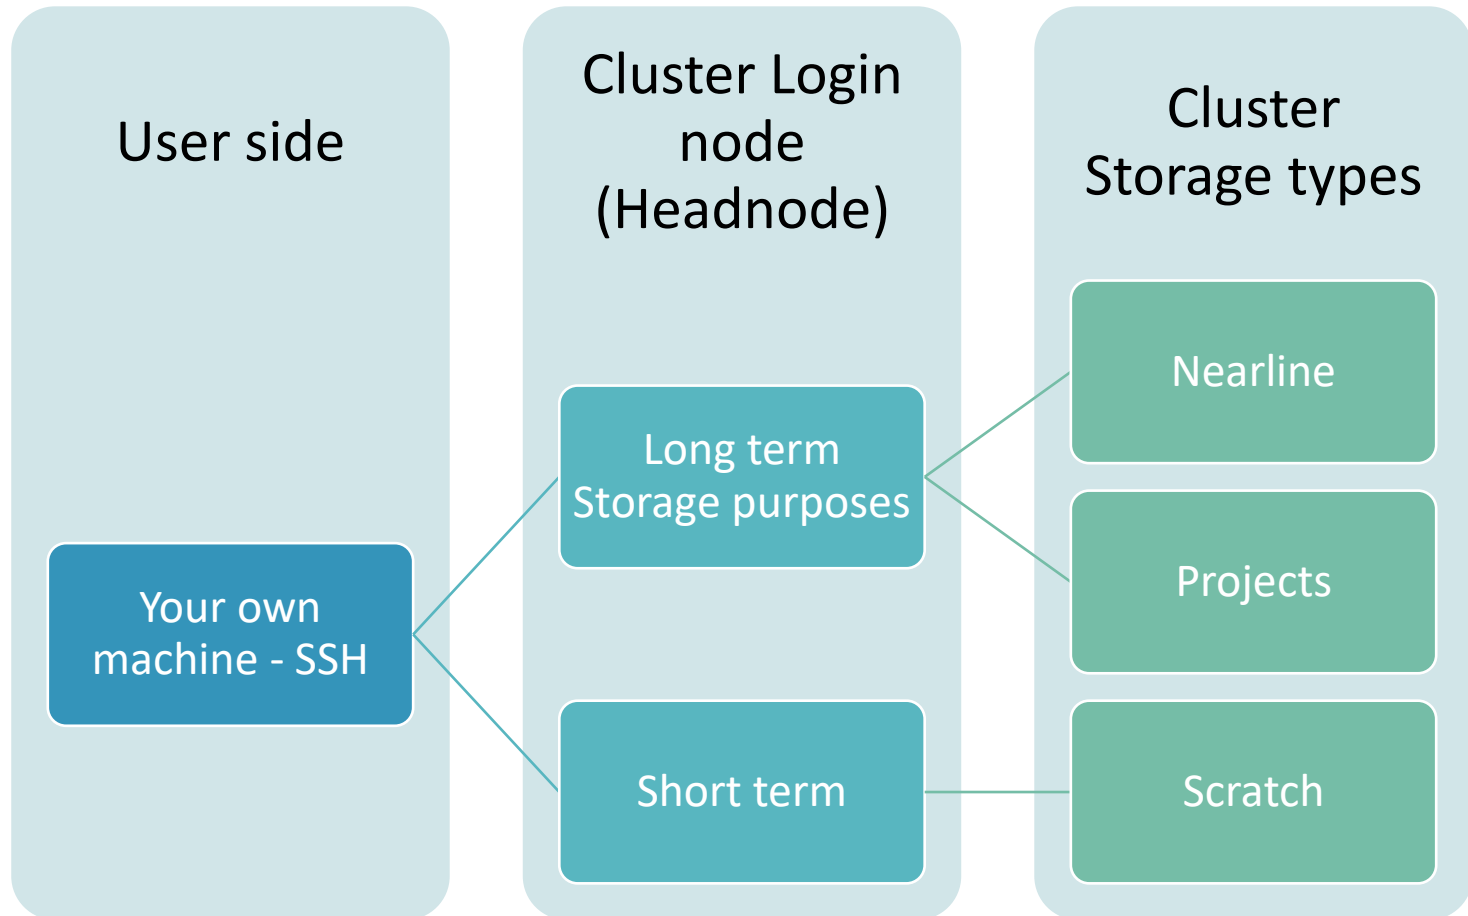 User side
Your own
machine - SSH
Cluster Login
node
(Headnode)
Long term
Storage purposes
Short term
Cluster
Storage types
Nearline
Projects
Scratch